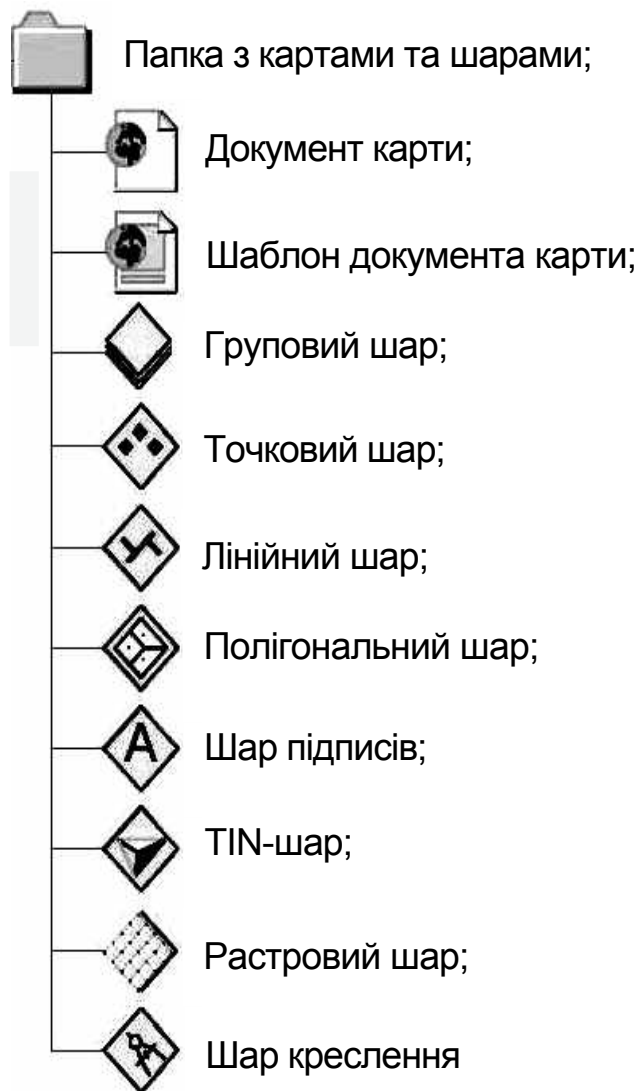 Папка з картами та шарами;
Документ карти;
Шаблон документа карти;
Груповий шар;
Точковий шар;
Лінійний шар;
Полігональний шар;
A
Шар підписів;
TIN-шар;
Растровий шар;
Шар креслення